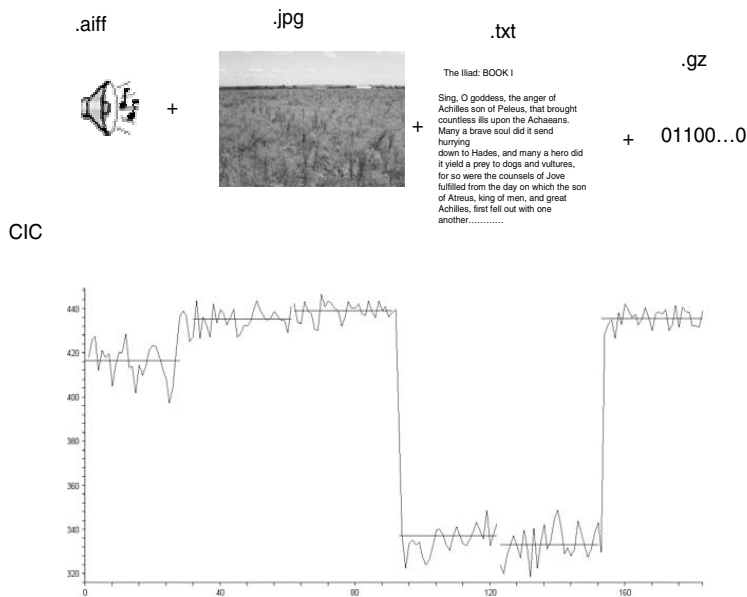 .aiff
.jpg
.txt
.gz
The Iliad: BOOK I
Sing, O goddess, the anger of
Achilles son of Peleus, that brought
countless ills upon the Achaeans.
Many a brave soul did it send
hurrying
down to Hades, and many a hero did
it yield a prey to dogs and vultures,
for so were the counsels of Jove
fulfilled from the day on which the son
of Atreus, king of men, and great
Achilles, first fell out with one
another............
+
+
+
01100...0
CIC
440
420
400
380
360
340
320
0
40
80
120
160